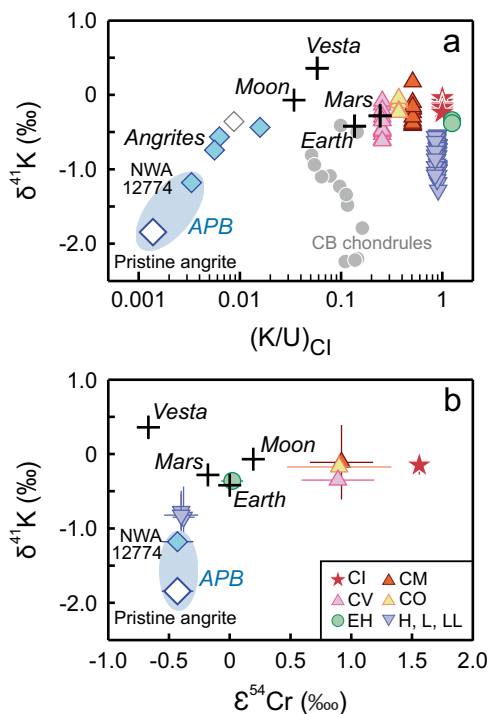 a
Vesta
Moon
Mars
Earth
Angrites
NWA
12774
APB
Pristine angrite
CB chondrules
δ⁴¹K (‰)
1.0
0
-1.0
-2.0
0.001
0.01
0.1
1
(K/U)CI
b
Vesta
Moon
Mars
Earth
NWA
12774
APB
Pristine angrite
CI
CM
CV
CO
EH
H, L, LL
δ⁴¹K (‰)
1.0
0
-1.0
-2.0
-1.0
0
0.5
1.0
1.5
2.0
ε⁵⁴Cr (‱)